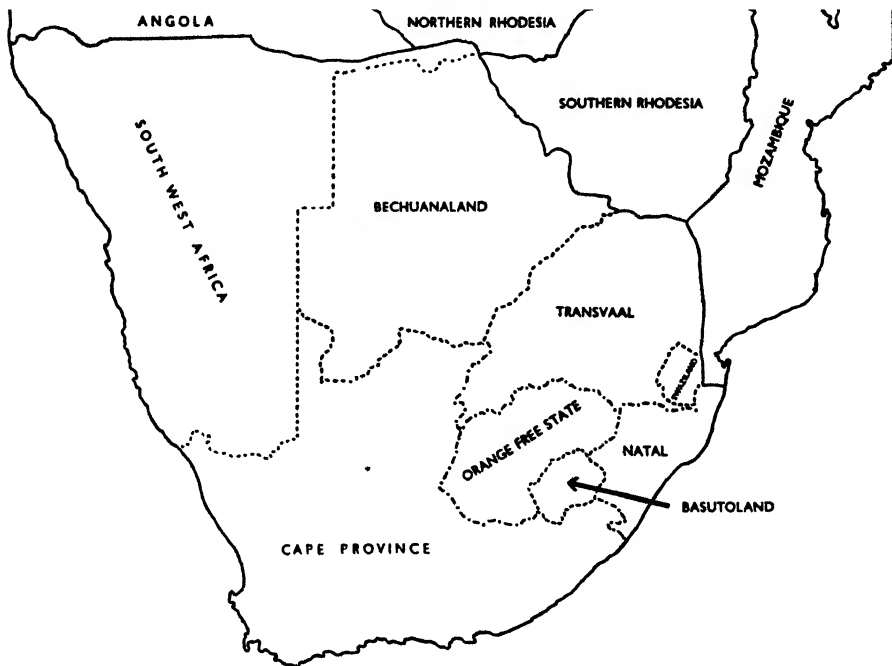 ANGOLA
NORTHERN RHODESIA
SOUTHERN RHODESIA
MOZAMBIQUE
SOUTH WEST AFRICA
BECHUANALAND
TRANSVAAL
SWAZILAND
ORANGE FREE STATE
NATAL
BASUTOLAND
CAPE PROVINCE